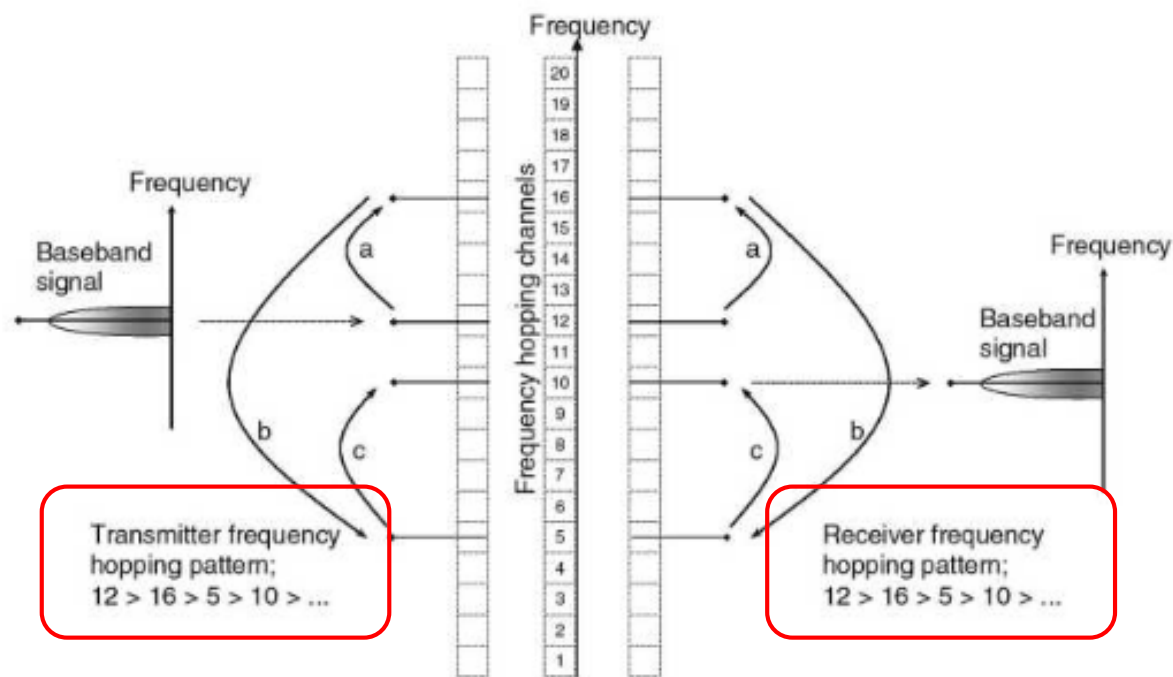 Frequency
20
19
18
17
16
15
14
13
12
11
10
9
8
7
6
5
4
3
2
1
Frequency hopping channels
Frequency
Baseband
signal
a
b
c
Transmitter frequency
hopping pattern;
12 > 16 > 5 > 10 > ...
a
b
c
Frequency
Baseband
signal
Receiver frequency
hopping pattern;
12 > 16 > 5 > 10 > ...